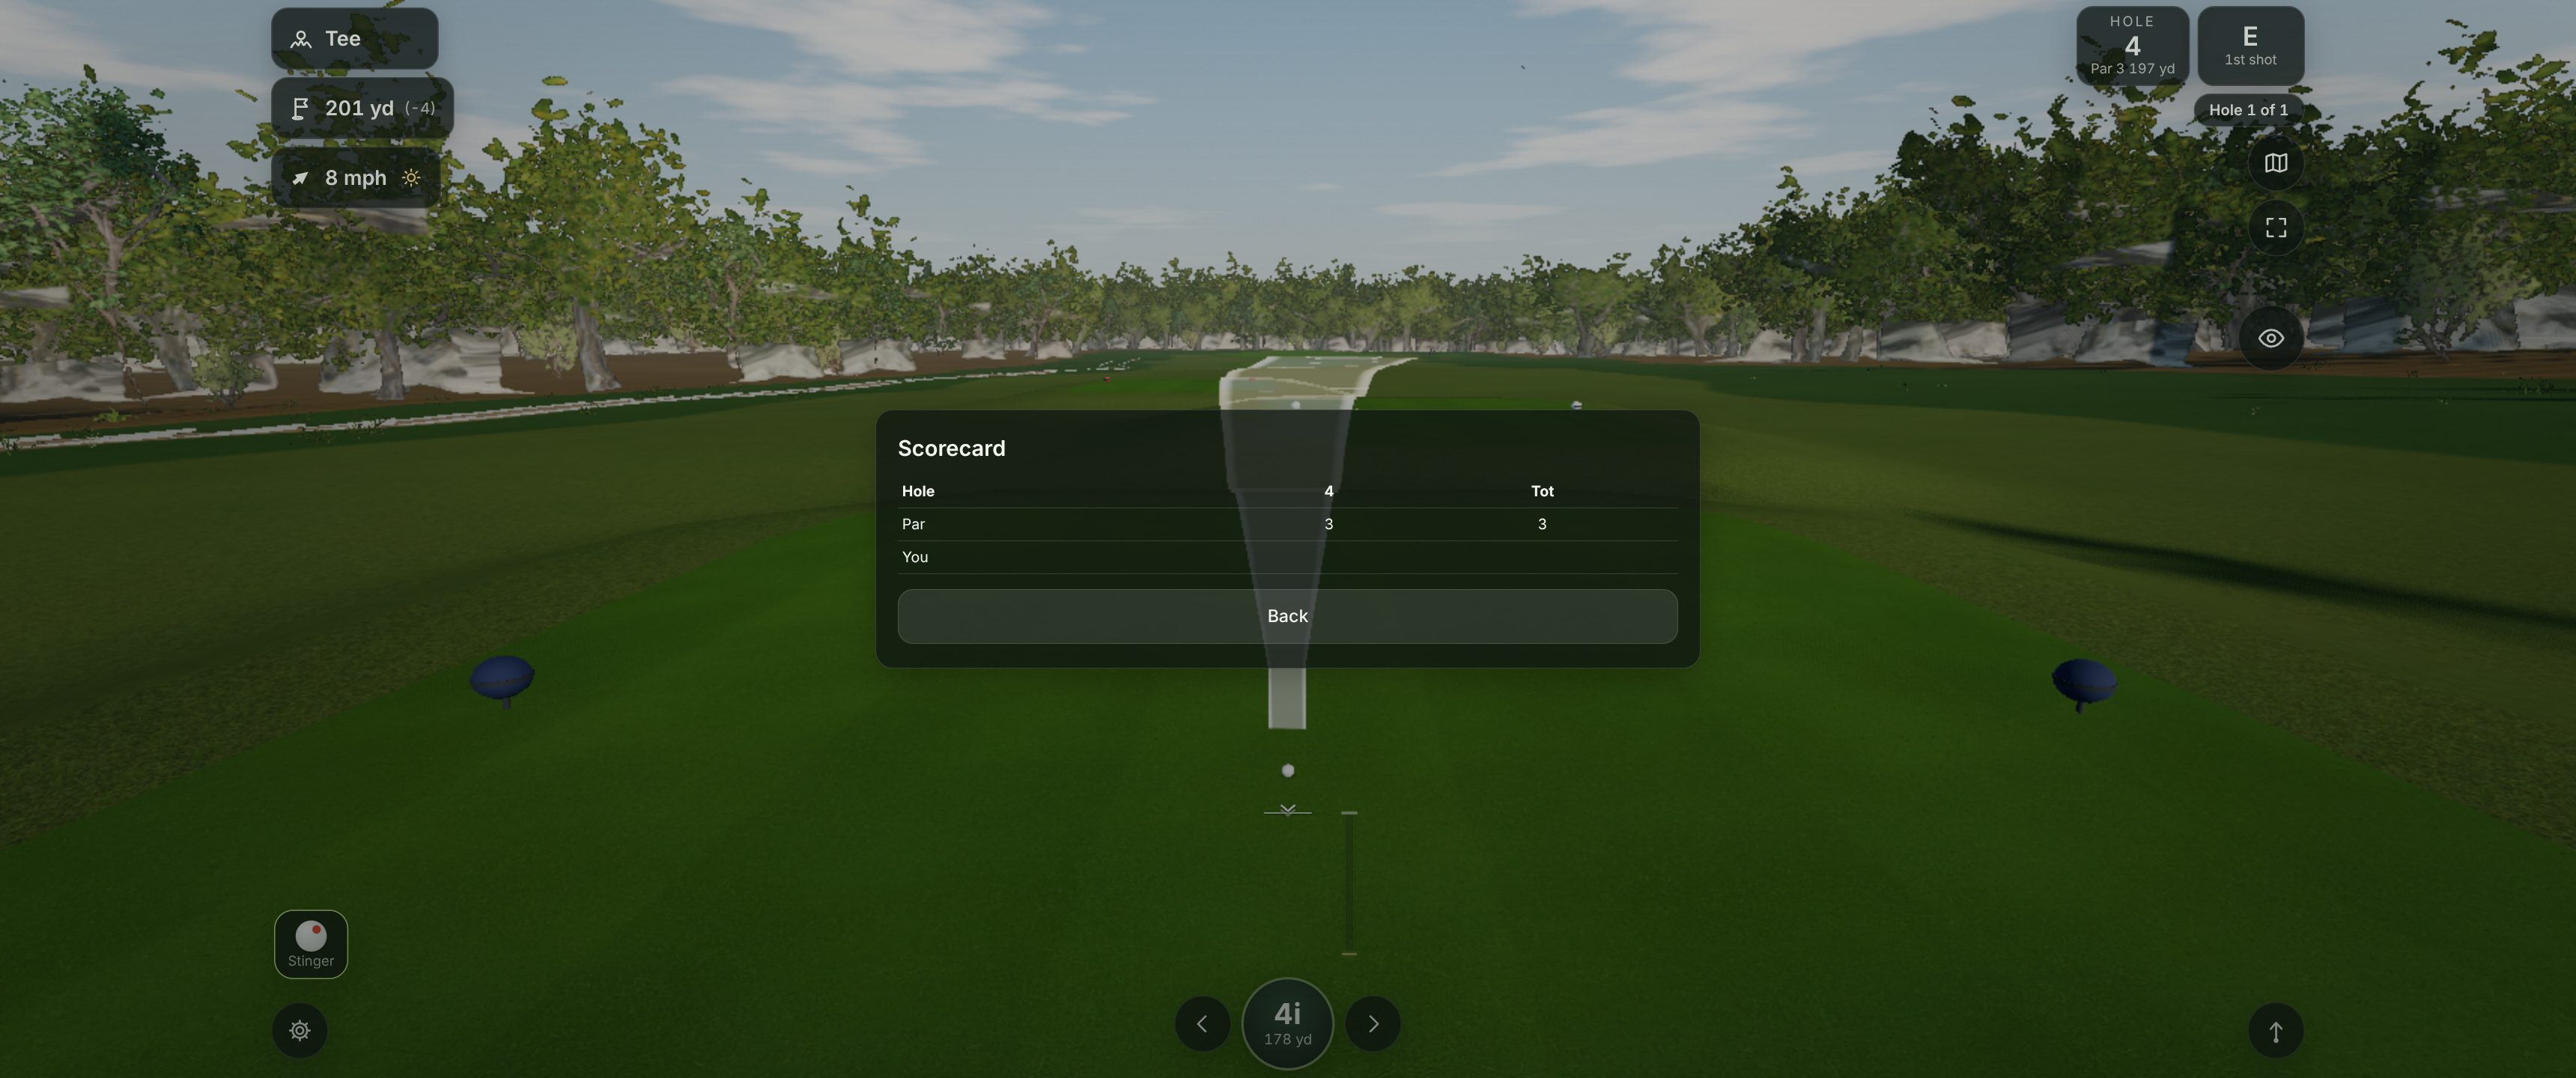 Tee
201 yd (-4)
8 mph
HOLE
4
Par 3 197 yd
E
1st shot
Hole 1 of 1
Scorecard
Hole 4 Tot
Par 3 3
You
Back
Stinger
4i
178 yd